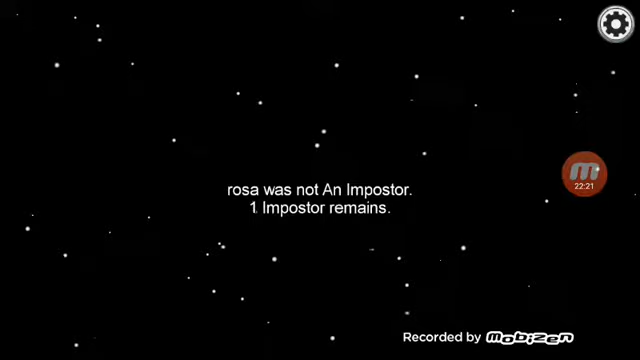 rosa was not An Impostor.
1 Impostor remains.
22:21
Recorded by mobizen